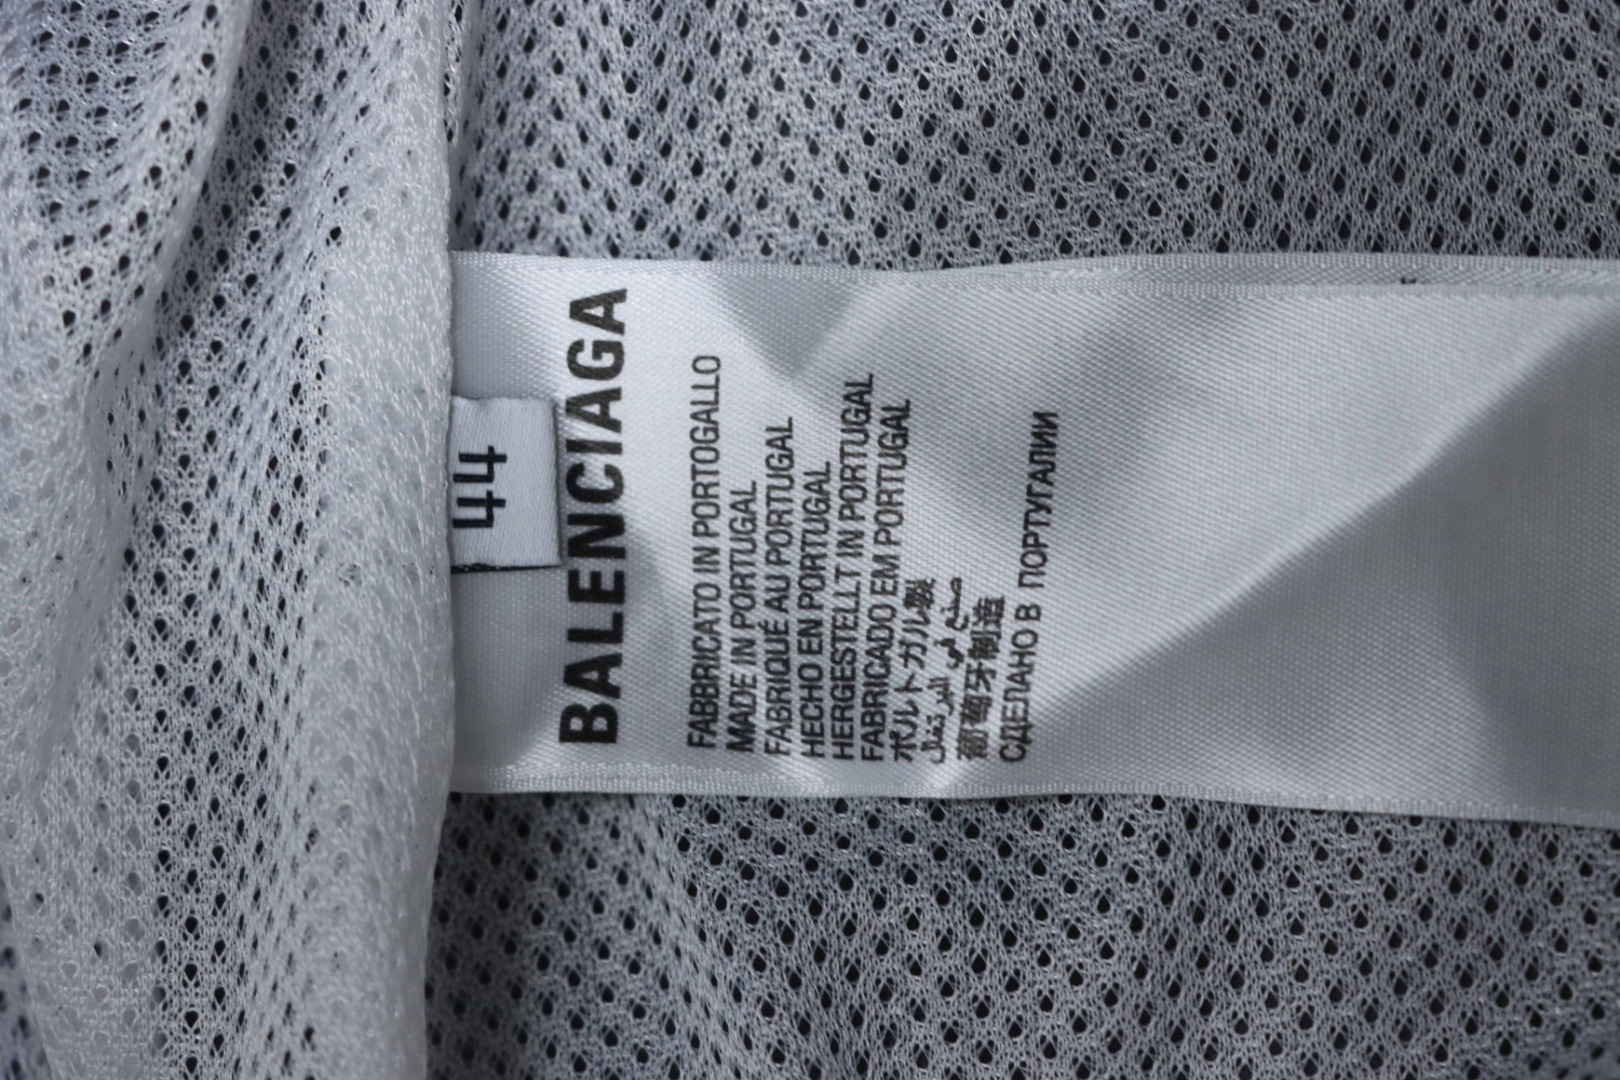 44
BALENCIAGA
FABBRICATO IN PORTOGALLO
MADE IN PORTUGAL
FABRIQUÉ AU PORTUGAL
HECHO EN PORTUGAL
HERGESTELLT IN PORTUGAL
FABRICADO EM PORTUGAL
ポルトガル製
صنع في البرتغال
葡萄牙制造
СДЕЛАНО В ПОРТУГАЛИИ